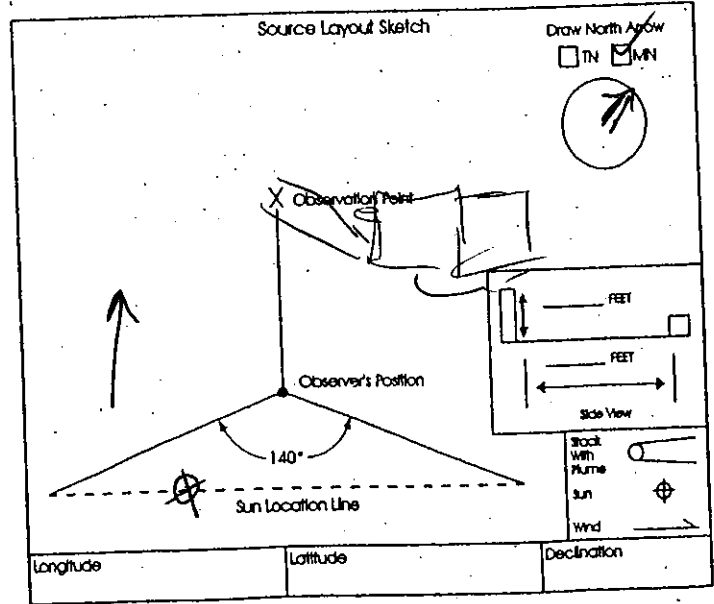 Source Layout Sketch
Draw North Arrow
TN MN
X Observation Point
FEET
FEET
Side View
Observer's Position
140°
Sun Location Line
Stack
With
Plume
Sun
Wind
Longitude
Latitude
Declination